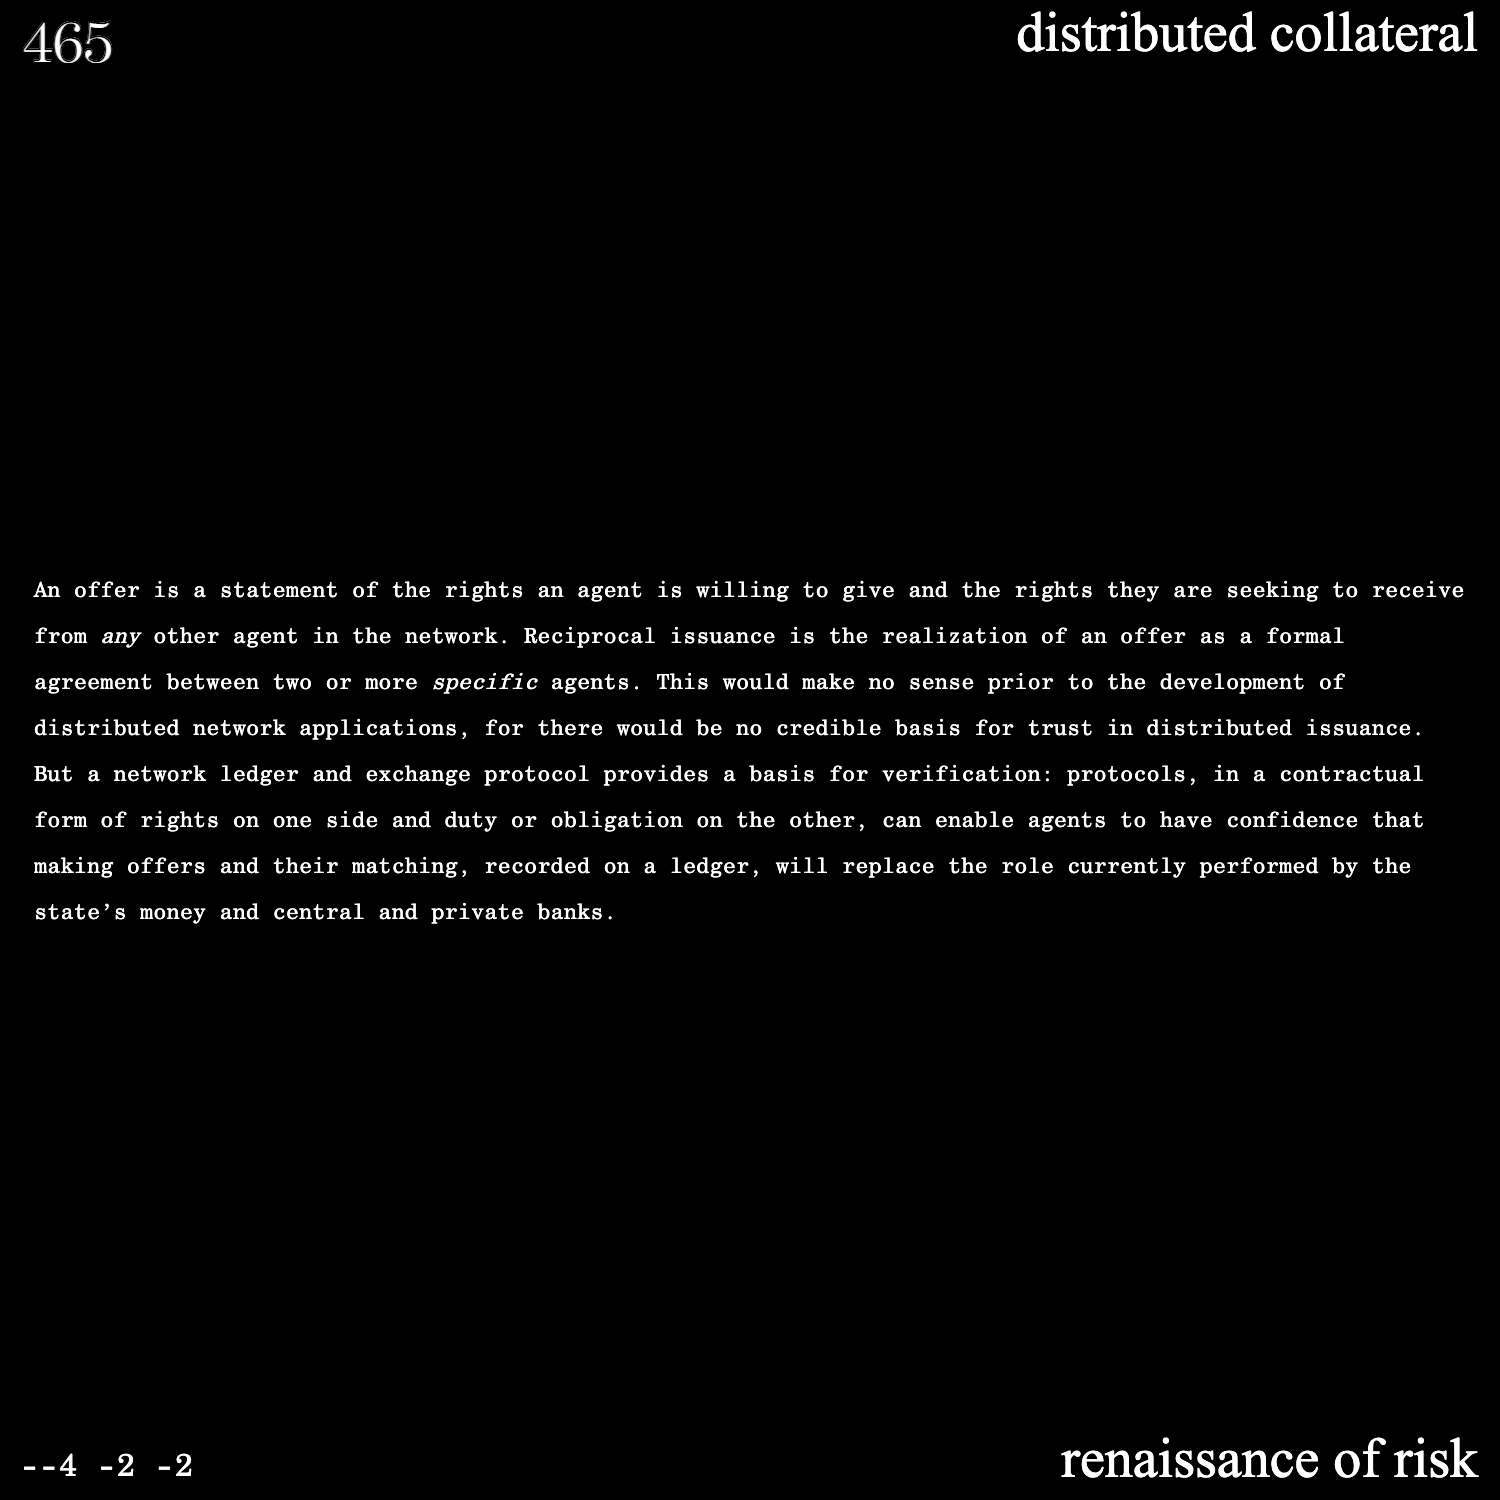 465
distributed collateral
An offer is a statement of the rights an agent is willing to give and the rights they are seeking to receive
from any other agent in the network. Reciprocal issuance is the realization of an offer as a formal
agreement between two or more specific agents. This would make no sense prior to the development of
distributed network applications, for there would be no credible basis for trust in distributed issuance.
But a network ledger and exchange protocol provides a basis for verification: protocols, in a contractual
form of rights on one side and duty or obligation on the other, can enable agents to have confidence that
making offers and their matching, recorded on a ledger, will replace the role currently performed by the
state’s money and central and private banks.
--4 -2 -2
renaissance of risk